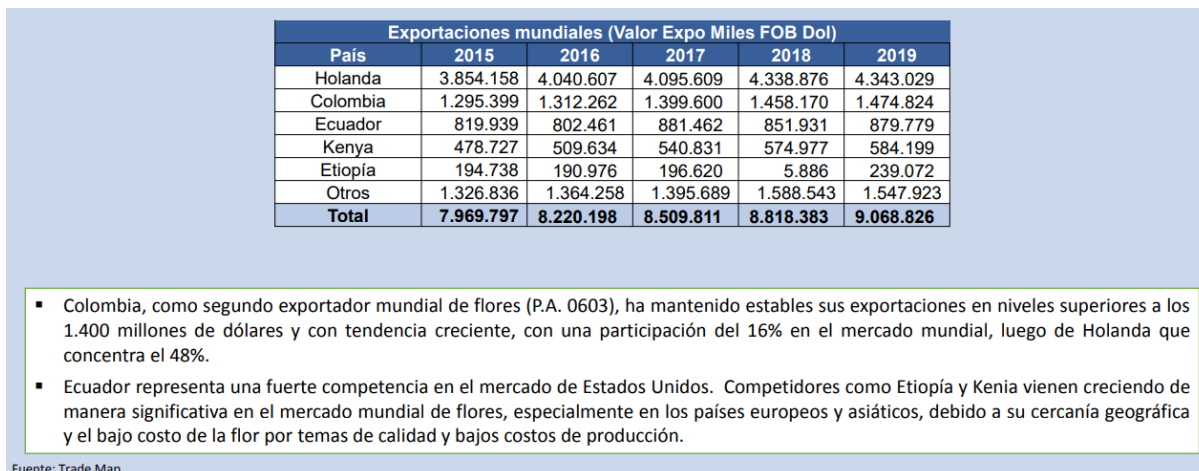 Exportaciones mundiales (Valor Expo Miles FOB Dol)
País 2015 2016 2017 2018 2019
Holanda 3.854.158 4.040.607 4.095.609 4.338.876 4.343.029
Colombia 1.295.399 1.312.262 1.399.600 1.458.170 1.474.824
Ecuador 819.939 802.461 881.462 851.931 879.779
Kenya 478.727 509.634 540.831 574.977 584.199
Etiopía 194.738 190.976 196.620 5.886 239.072
Otros 1.326.836 1.364.258 1.395.689 1.588.543 1.547.923
Total 7.969.797 8.220.198 8.509.811 8.818.383 9.068.826
▪ Colombia, como segundo exportador mundial de flores (P.A. 0603), ha mantenido estables sus exportaciones en niveles superiores a los
1.400 millones de dólares y con tendencia creciente, con una participación del 16% en el mercado mundial, luego de Holanda que
concentra el 48%.
▪ Ecuador representa una fuerte competencia en el mercado de Estados Unidos. Competidores como Etiopía y Kenia vienen creciendo de
manera significativa en el mercado mundial de flores, especialmente en los países europeos y asiáticos, debido a su cercanía geográfica
y el bajo costo de la flor por temas de calidad y bajos costos de producción.
Fuente: Trade Map